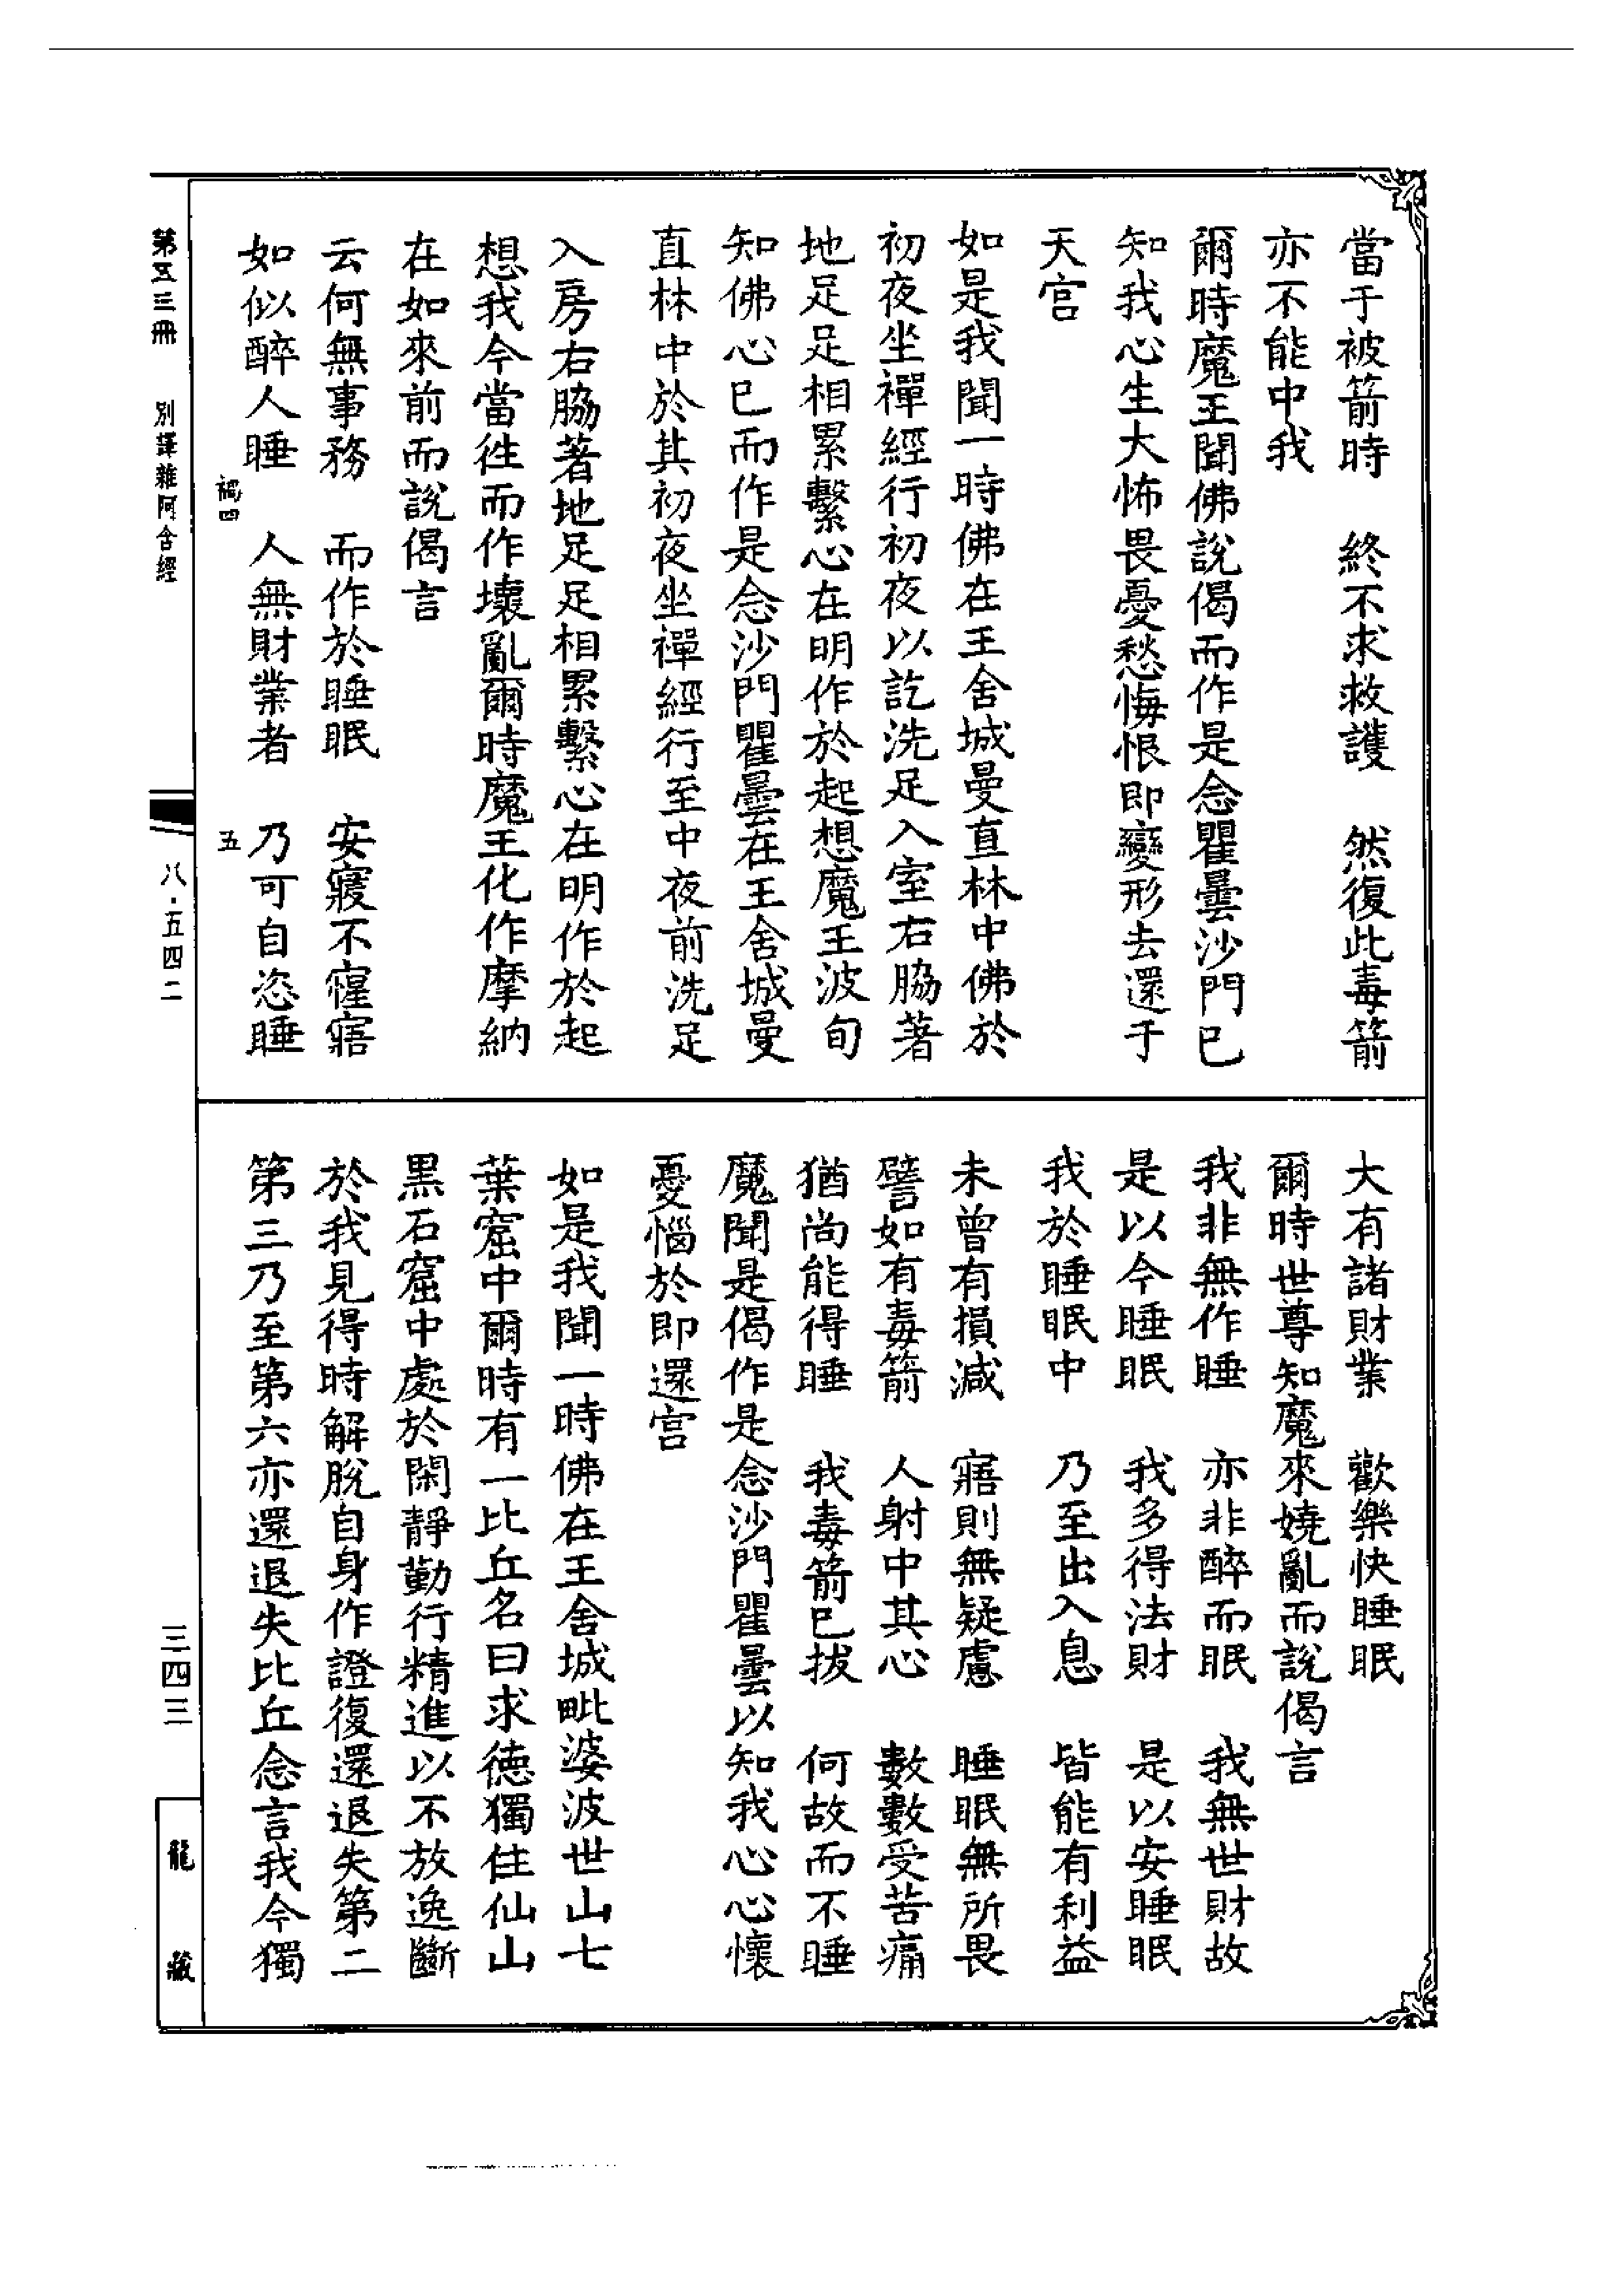 當于被箭時　終不求救護　然復此毒箭
亦不能中我
爾時魔王聞佛說偈而作是念瞿曇沙門已
知我心生大怖畏憂愁悔恨即變形去還于
天宮
如是我聞一時佛在王舍城曼直林中佛於
初夜坐禪經行初夜以訖洗足入室右脇著
地足足相累繫心在明作於起想魔王波旬
知佛心已而作是念沙門瞿曇在王舍城曼
直林中於其初夜坐禪經行至中夜前洗足
入房右脇著地足足相累繫心在明作於起
想我今當徃而作壞亂爾時魔王化作摩納
在如來前而說偈言
云何無事務　而作於睡眠　安寢不寤寤
如似醉人睡　人無財業者　乃可自恣睡
大有諸財業　歡樂快睡眠
爾時世尊知魔來嬈亂而說偈言
我非無作睡　亦非醉而眠　我無世財故
是以今睡眠　我多得法財　是以安睡眠
我於睡眠中　乃至出入息　皆能有利益
未曾有損減　寤則無疑慮　睡眠無所畏
譬如有毒箭　人射中其心　數數受苦痛
猶尚能得睡　我毒箭已拔　何故而不睡
魔聞是偈作是念沙門瞿曇以知我心心懷
憂惱於即還宮
如是我聞一時佛在王舍城毗婆波世山七
葉窟中爾時有一比丘名曰求德獨住仙山
黑石窟中處於閑靜勤行精進以不放逸斷
於我見得時解脫自身作證復還退失第二
第三乃至第六亦還退失比丘念言我今獨
第五三冊　別譯雜阿含經
四
五
八·五四二
三四三
龍藏